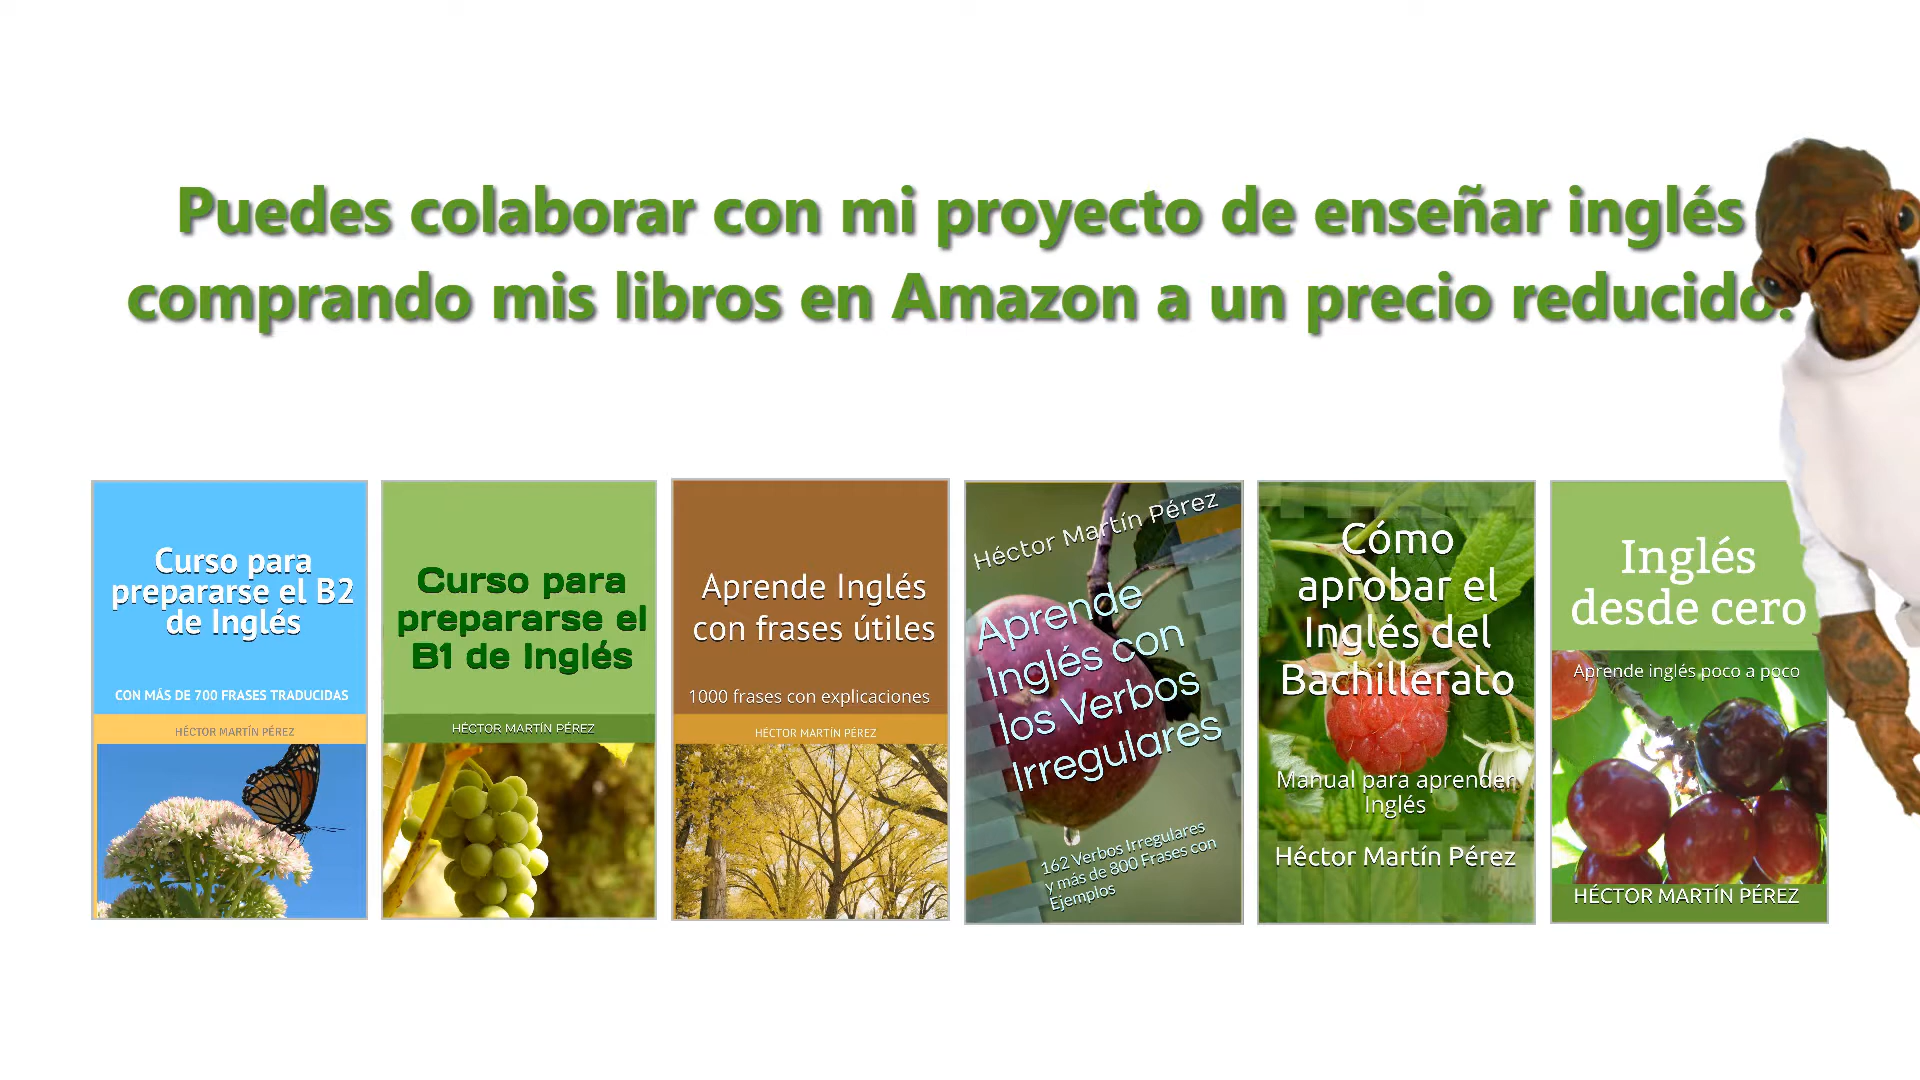 Puedes colaborar con mi proyecto de enseñar inglés
comprando mis libros en Amazon a un precio reducido.
Curso para
prepararse el B2
de Inglés
CON MÁS DE 700 FRASES TRADUCIDAS
HÉCTOR MARTÍN PÉREZ
Curso para
prepararse el
B1 de Inglés
HÉCTOR MARTÍN PÉREZ
Aprende Inglés
con frases útiles
1000 frases con explicaciones
HÉCTOR MARTÍN PÉREZ
Héctor Martín Pérez
Aprende
Inglés con
los Verbos
Irregulares
162 Verbos Irregulares
y más de 800 Frases con
Ejemplos
Cómo
aprobar el
Inglés del
Bachillerato
Manual para aprender
Inglés
Héctor Martín Pérez
Inglés
desde cero
Aprende inglés poco a poco
HÉCTOR MARTÍN PÉREZ